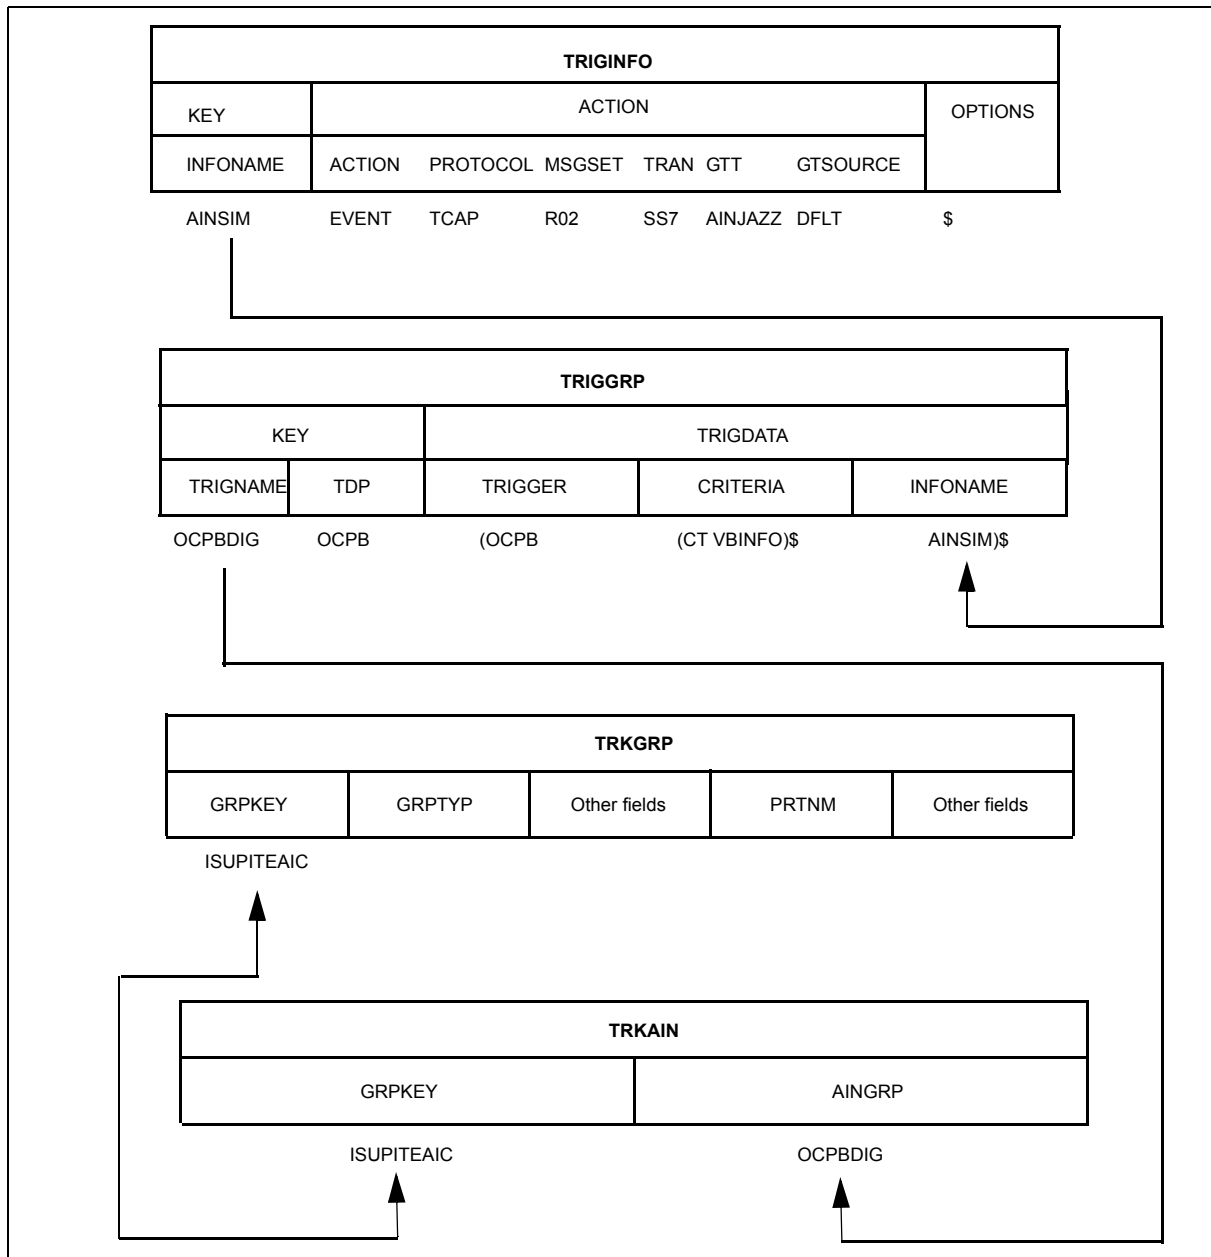 TRIGINFO
KEY ACTION OPTIONS
INFONAME ACTION PROTOCOL MSGSET TRAN GTT GTSOURCE
AINSIM EVENT TCAP R02 SS7 AINJAZZ DFLT $
TRIGGRP
KEY TRIGDATA
TRIGNAME TDP TRIGGER CRITERIA INFONAME
OCPBDIG OCPB (OCPB (CT VBINFO)$ AINSIM)$
TRKGRP
GRPKEY GRPTYP Other fields PRTNM Other fields
ISUPITEAIC
TRKAIN
GRPKEY AINGRP
ISUPITEAIC OCPBDIG